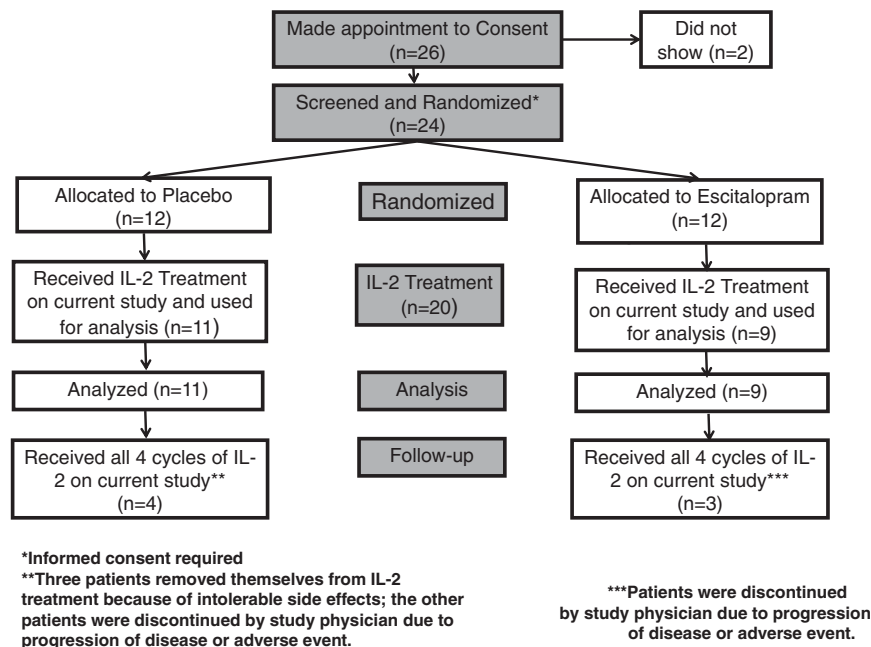 Made appointment to Consent
(n=26)
Did not
show (n=2)
Screened and Randomized*
(n=24)
Allocated to Placebo
(n=12)
Randomized
Allocated to Escitalopram
(n=12)
Received IL-2 Treatment
on current study and used
for analysis (n=11)
IL-2 Treatment
(n=20)
Received IL-2 Treatment
on current study and used
for analysis (n=9)
Analyzed (n=11)
Analysis
Analyzed (n=9)
Received all 4 cycles of IL-
2 on current study**
(n=4)
Follow-up
Received all 4 cycles of IL-
2 on current study***
(n=3)
*Informed consent required
**Three patients removed themselves from IL-2
treatment because of intolerable side effects; the other
patients were discontinued by study physician due to
progression of disease or adverse event.
***Patients were discontinued
by study physician due to progression
of disease or adverse event.